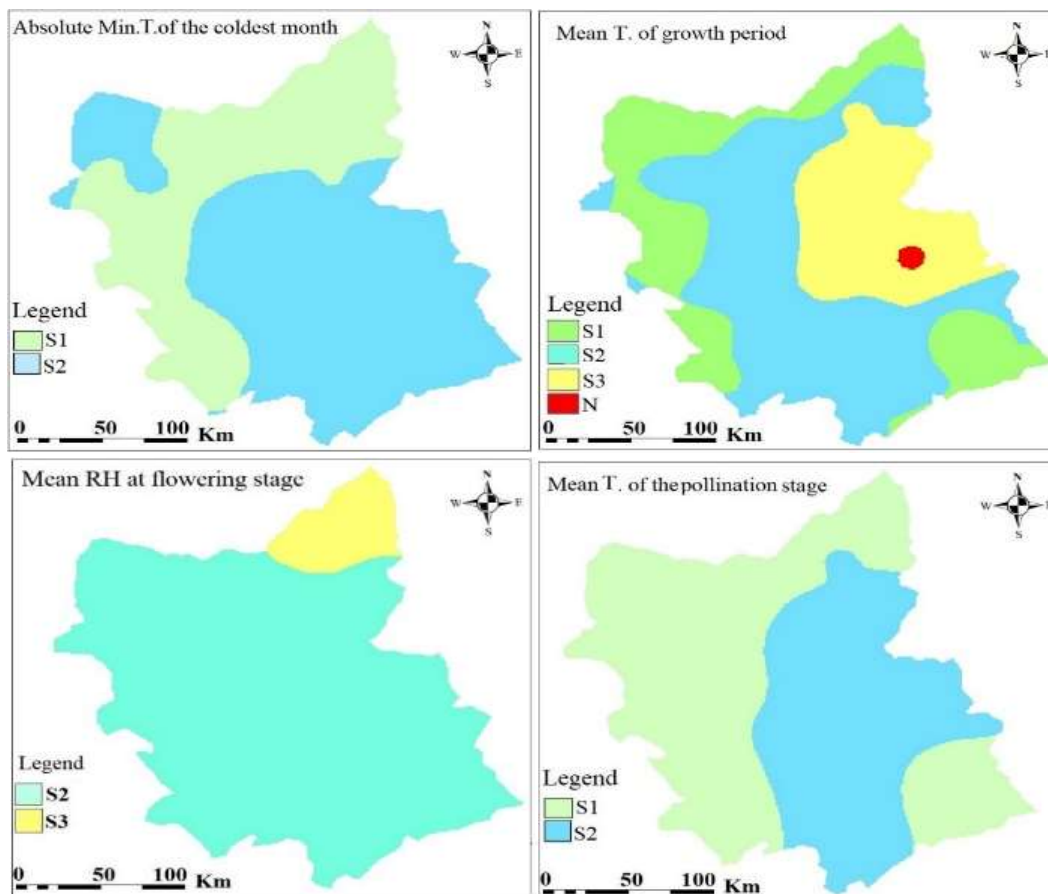 Absolute Min.T.of the coldest month
N
W E
S
Legend
S1
S2
0 50 100 Km
Mean T. of growth period
N
W
S
Legend
S1
S2
S3
N
0 50 100 Km
Mean RH at flowering stage
N
W E
S
Legend
S2
S3
0 50 100 Km
Mean T. of the pollination stage
N
W
S
Legend
S1
S2
0 50 100 Km